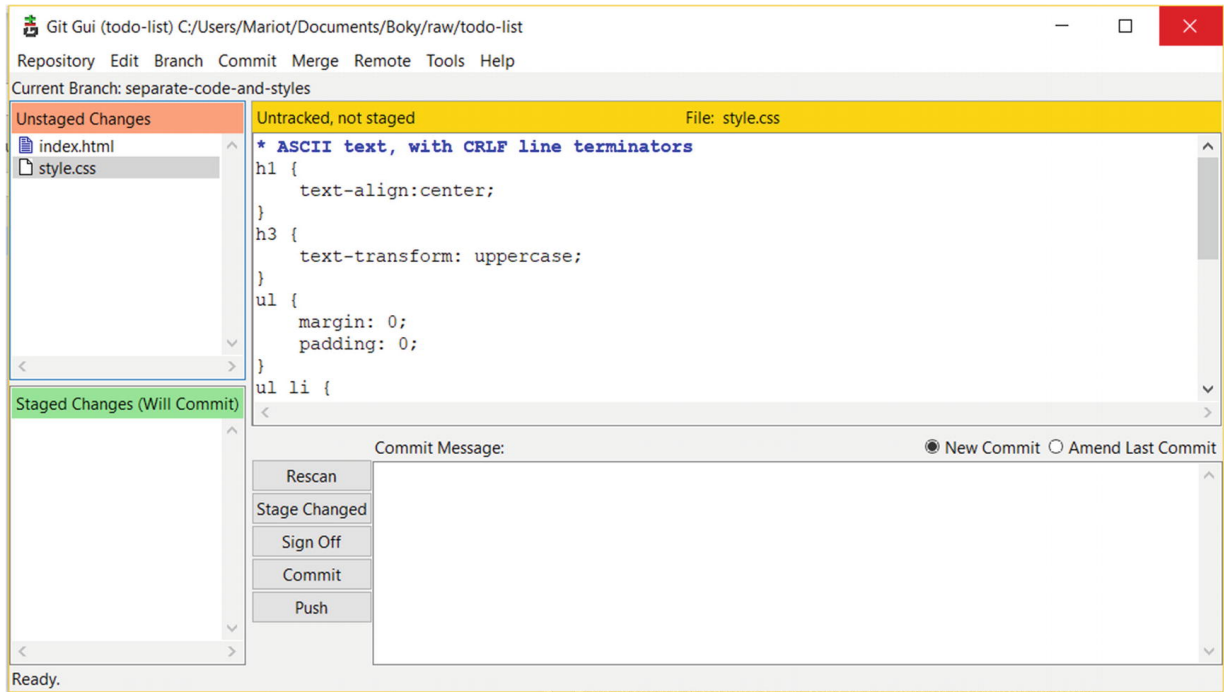 Git Gui (todo-list) C:/Users/Mariot/Documents/Boky/raw/todo-list
Repository Edit Branch Commit Merge Remote Tools Help
Current Branch: separate-code-and-styles
Unstaged Changes
index.html
style.css
Untracked, not staged File: style.css
* ASCII text, with CRLF line terminators
h1 {
    text-align:center;
}
h3 {
    text-transform: uppercase;
}
ul {
    margin: 0;
    padding: 0;
}
ul li {
Staged Changes (Will Commit)
Commit Message: New Commit Amend Last Commit
Rescan
Stage Changed
Sign Off
Commit
Push
Ready.